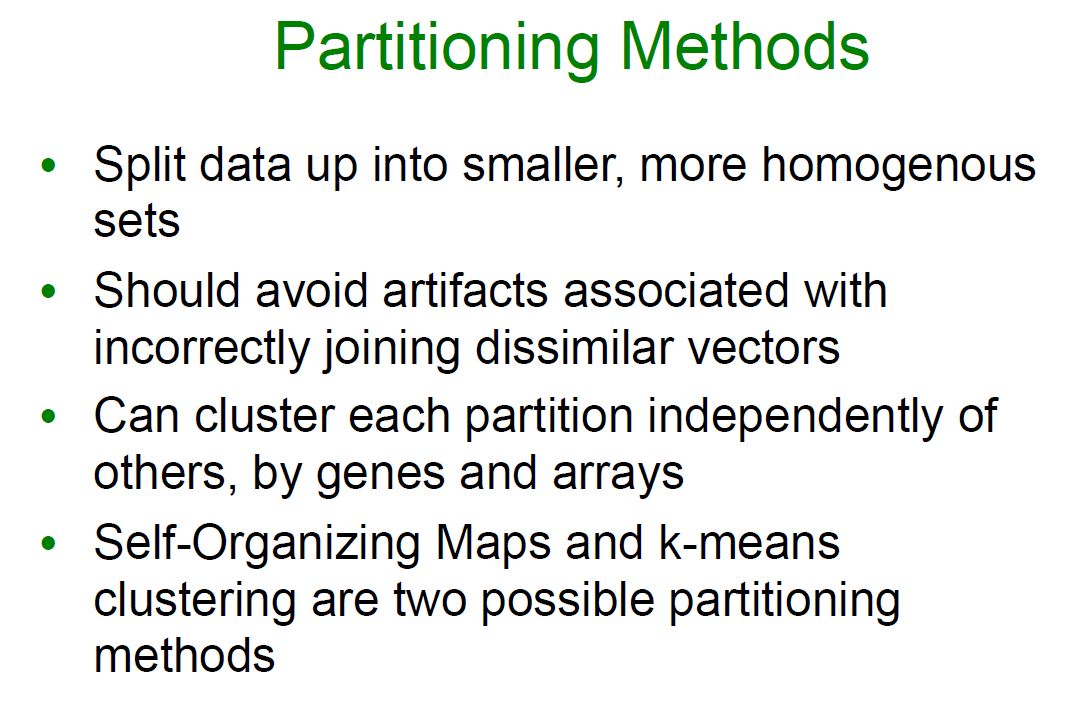 Partitioning Methods
• Split data up into smaller, more homogenous
sets
• Should avoid artifacts associated with
incorrectly joining dissimilar vectors
• Can cluster each partition independently of
others, by genes and arrays
• Self-Organizing Maps and k-means
clustering are two possible partitioning
methods